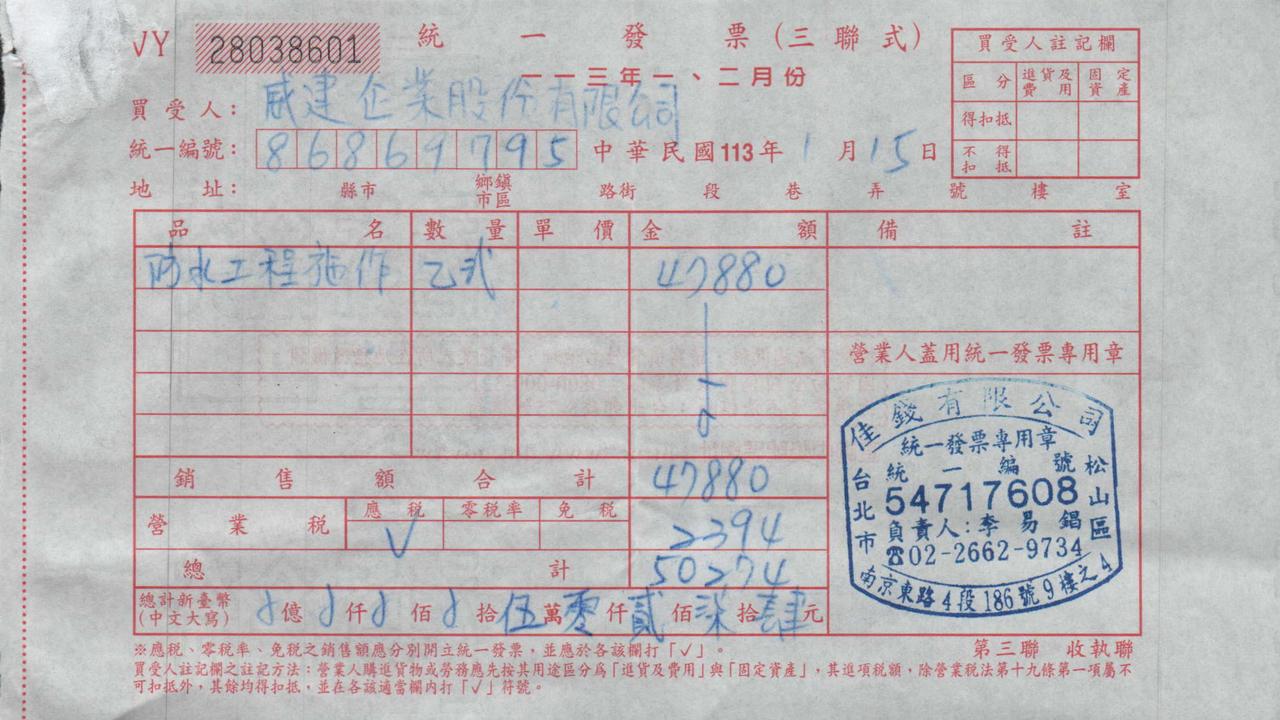 VY 28038601 統一發票(三聯式)
一一三年一、二月份
買受人註記欄
區分 進貨及費用 固定資產
得扣抵
不得扣抵
買受人: 威建企業股份有限公司
統一編號: 86869795 中華民國113年1月15日
地址: 縣市 鄉鎮市區 路街 段 巷 弄 號 樓 室
品名 數量 單價 金額 備註
防水工程施作 乙式 47880
營業人蓋用統一發票專用章
銷售額合計 47880
營業稅 應稅 零稅率 免稅 2394
V
總計 50274
總計新臺幣(中文大寫) 億 仟 佰 拾 伍萬零仟貳佰柒拾肆元
佳錢有限公司
統一發票專用章
統一編號
54717608
負責人:李易錩
☎02-2662-9734
台北市松山區
南京東路4段186號9樓之4
※應稅、零稅率、免稅之銷售額應分別開立統一發票,並應於各該欄打「√」。
第三聯 收執聯
買受人註記欄之註記方法:營業人購進貨物或勞務應先按其用途區分為「進貨及費用」與「固定資產」,其進項稅額,除營業稅法第十九條第一項屬不
可扣抵外,其餘均得扣抵,並在各該適當欄內打「√」符號。